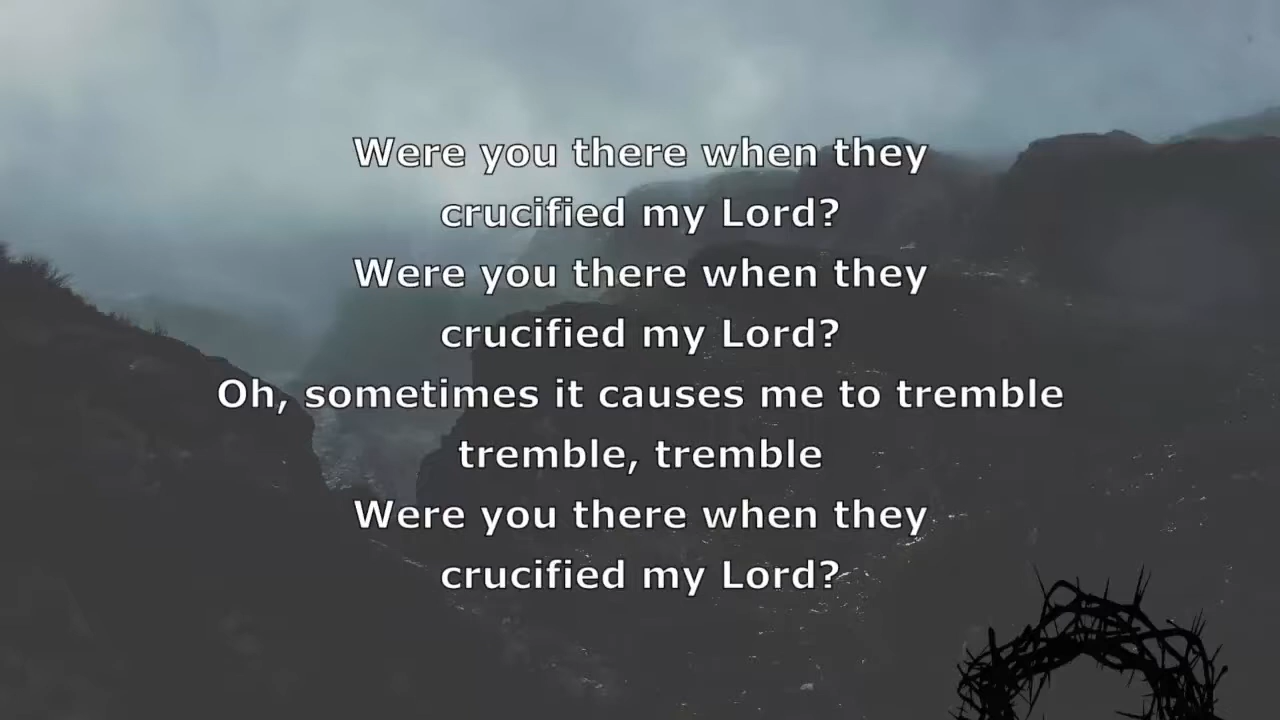 Were you there when they
crucified my Lord?
Were you there when they
crucified my Lord?
Oh, sometimes it causes me to tremble
tremble, tremble
Were you there when they
crucified my Lord?